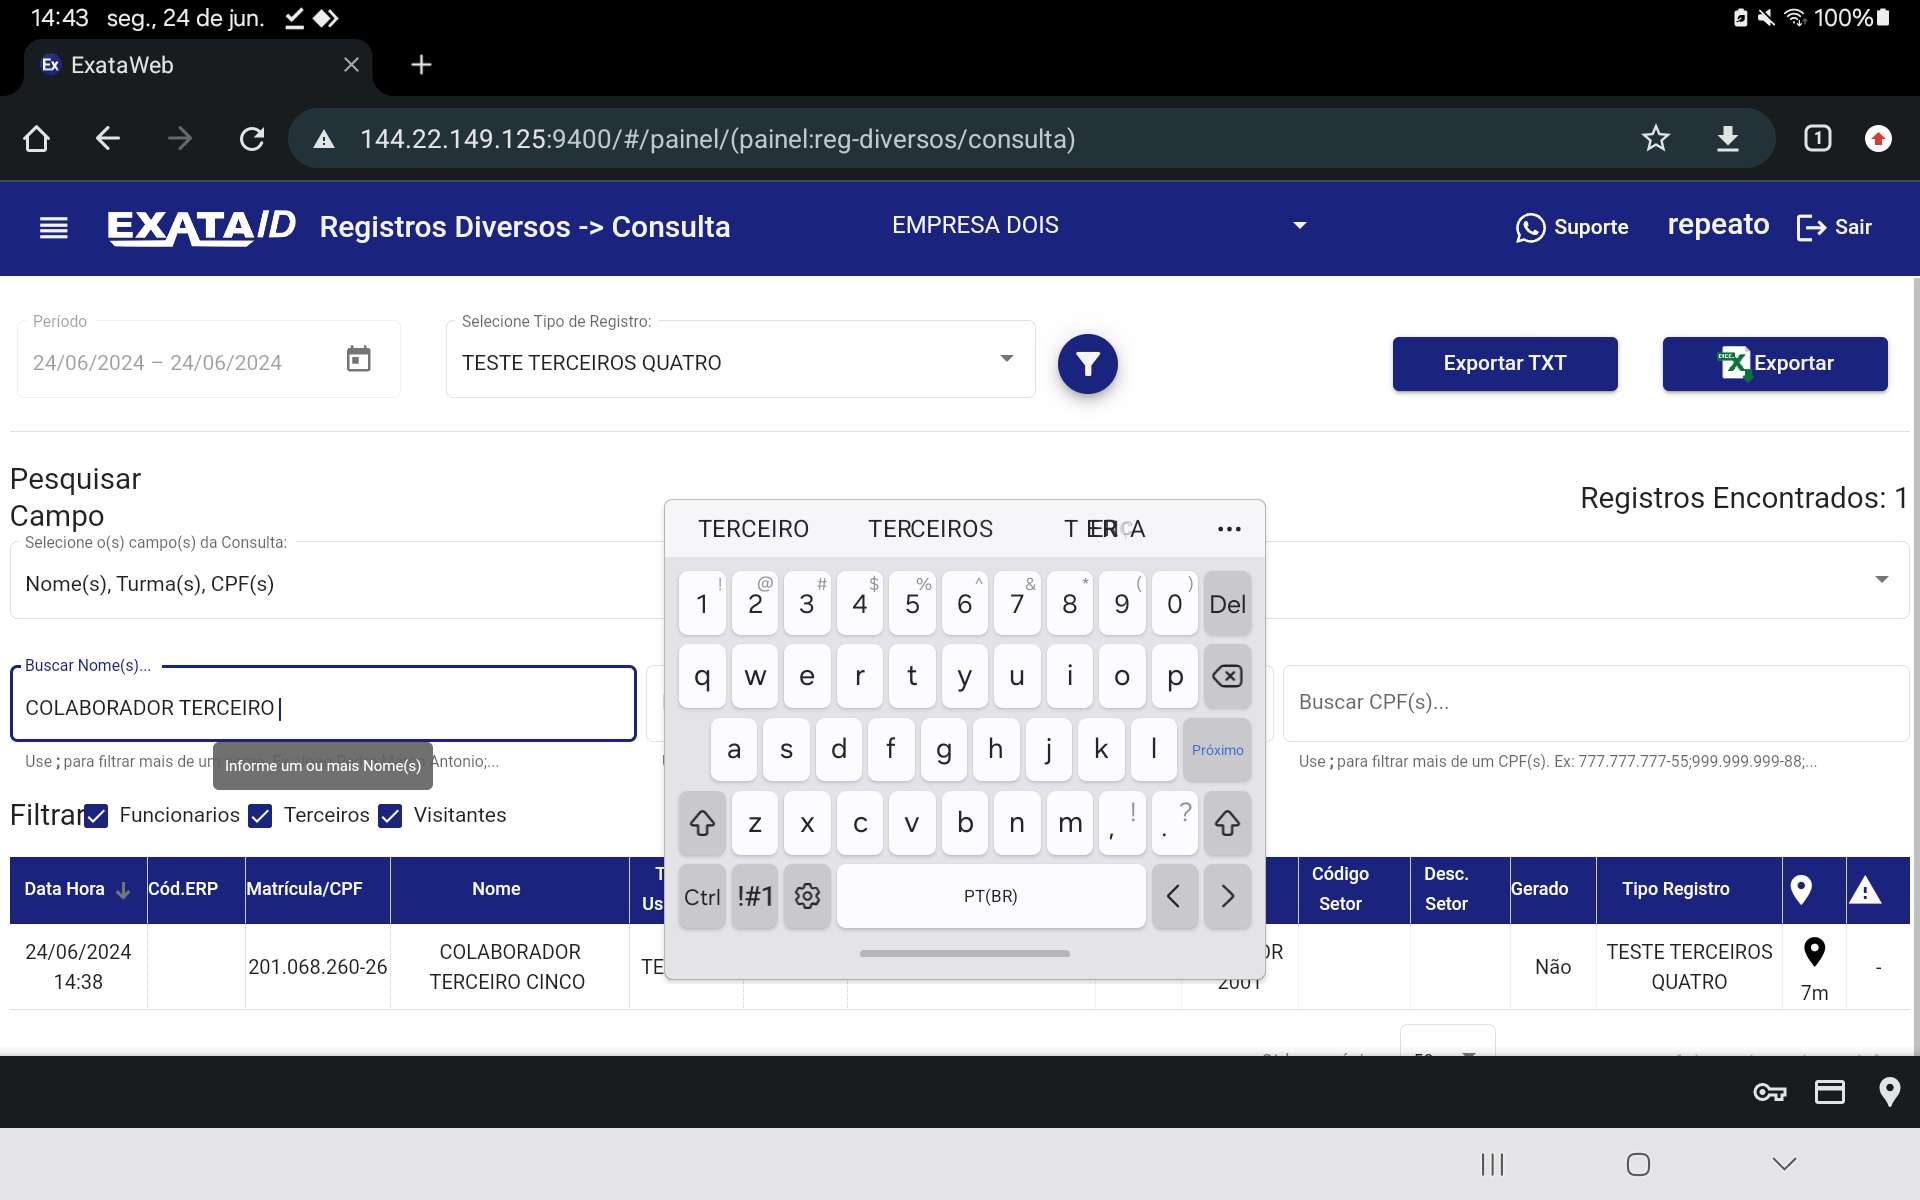 14:43 seg., 24 de jun. 100%
Ex ExataWeb
144.22.149.125:9400/#/painel/(painel:reg-diversos/consulta) 1
EXATA/ID Registros Diversos -> Consulta EMPRESA DOIS Suporte repeato Sair
Período
24/06/2024 – 24/06/2024
Selecione Tipo de Registro:
TESTE TERCEIROS QUATRO
Exportar TXT
Exportar
Pesquisar
Campo
Registros Encontrados: 1
Selecione o(s) campo(s) da Consulta:
Nome(s), Turma(s), CPF(s)
Buscar Nome(s)...
COLABORADOR TERCEIRO
Buscar CPF(s)...
Use ; para filtrar mais de um
Antonio;...
Informe um ou mais Nome(s)
Use ; para filtrar mais de um CPF(s). Ex: 777.777.777-55;999.999.999-88;...
Filtrar Funcionarios Terceiros Visitantes
TERCEIRO TERCEIROS
! @ # $ % ^ & * ( )
1 2 3 4 5 6 7 8 9 0 Del
q w e r t y u i o p
a s d f g h j k l Próximo
z x c v b n m , ! . ?
Ctrl !#1 PT(BR) < >
Data Hora Cód.ERP Matrícula/CPF Nome Código Setor Desc. Setor Gerado Tipo Registro
24/06/2024 14:38 201.068.260-26 COLABORADOR TERCEIRO CINCO 2001 Não TESTE TERCEIROS QUATRO 7m -